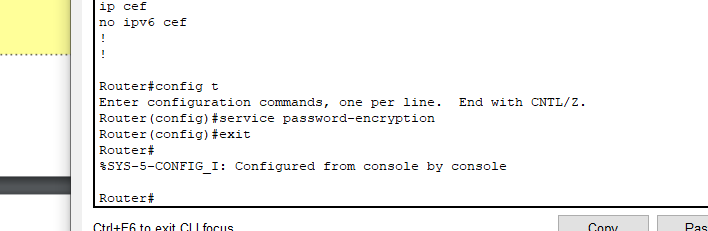 ip cef
no ipv6 cef
!
!
Router#config t
Enter configuration commands, one per line.  End with CNTL/Z.
Router(config)#service password-encryption
Router(config)#exit
Router#
%SYS-5-CONFIG_I: Configured from console by console
Router#
Ctrl+F6 to exit CLI focus
Copy
Pas